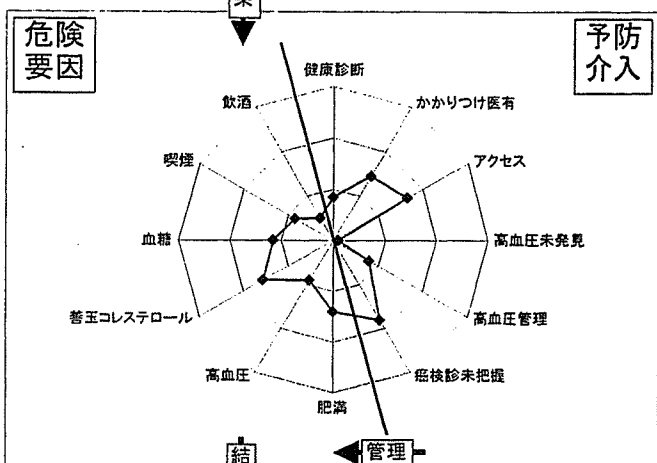 危険
要因
予防
介入
健康診断
飲酒
かかりつけ医有
喫煙
アクセス
血糖
高血圧未発見
善玉コレステロール
高血圧管理
高血圧
癌検診未把握
肥満
結
管理